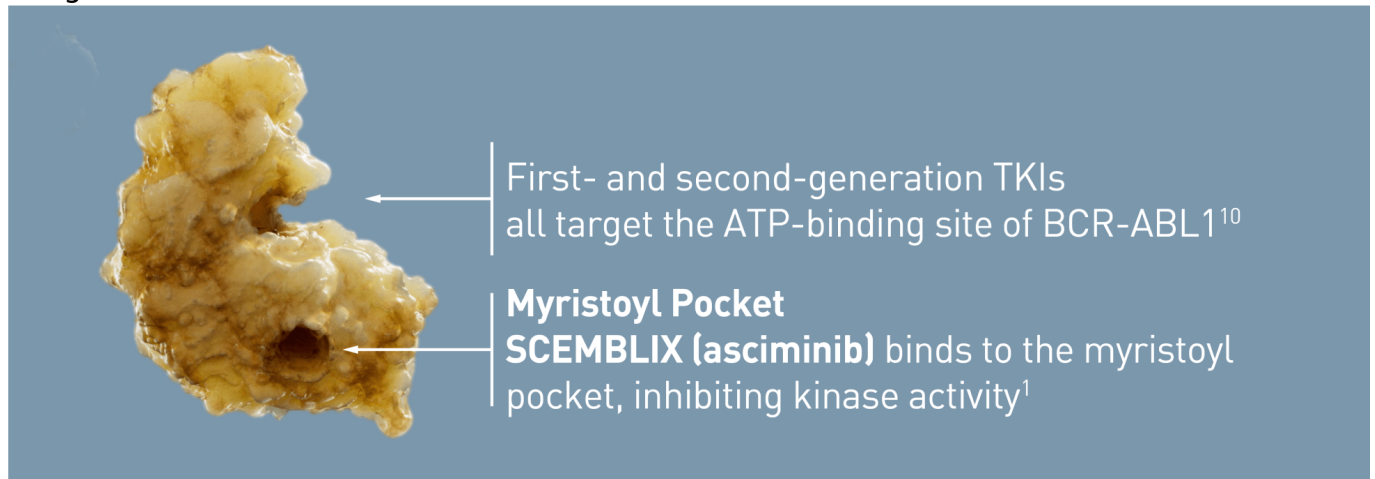 First- and second-generation TKIs
all target the ATP-binding site of BCR-ABL1¹⁰
Myristoyl Pocket
SCEMBLIX (asciminib) binds to the myristoyl
pocket, inhibiting kinase activity¹